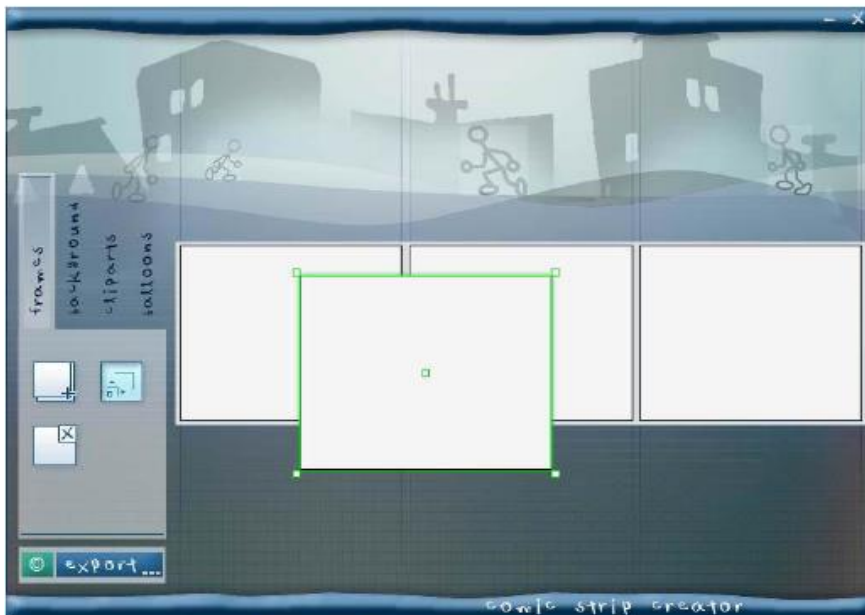 frames
background
cliparts
balloons
© export...
comic strip creator